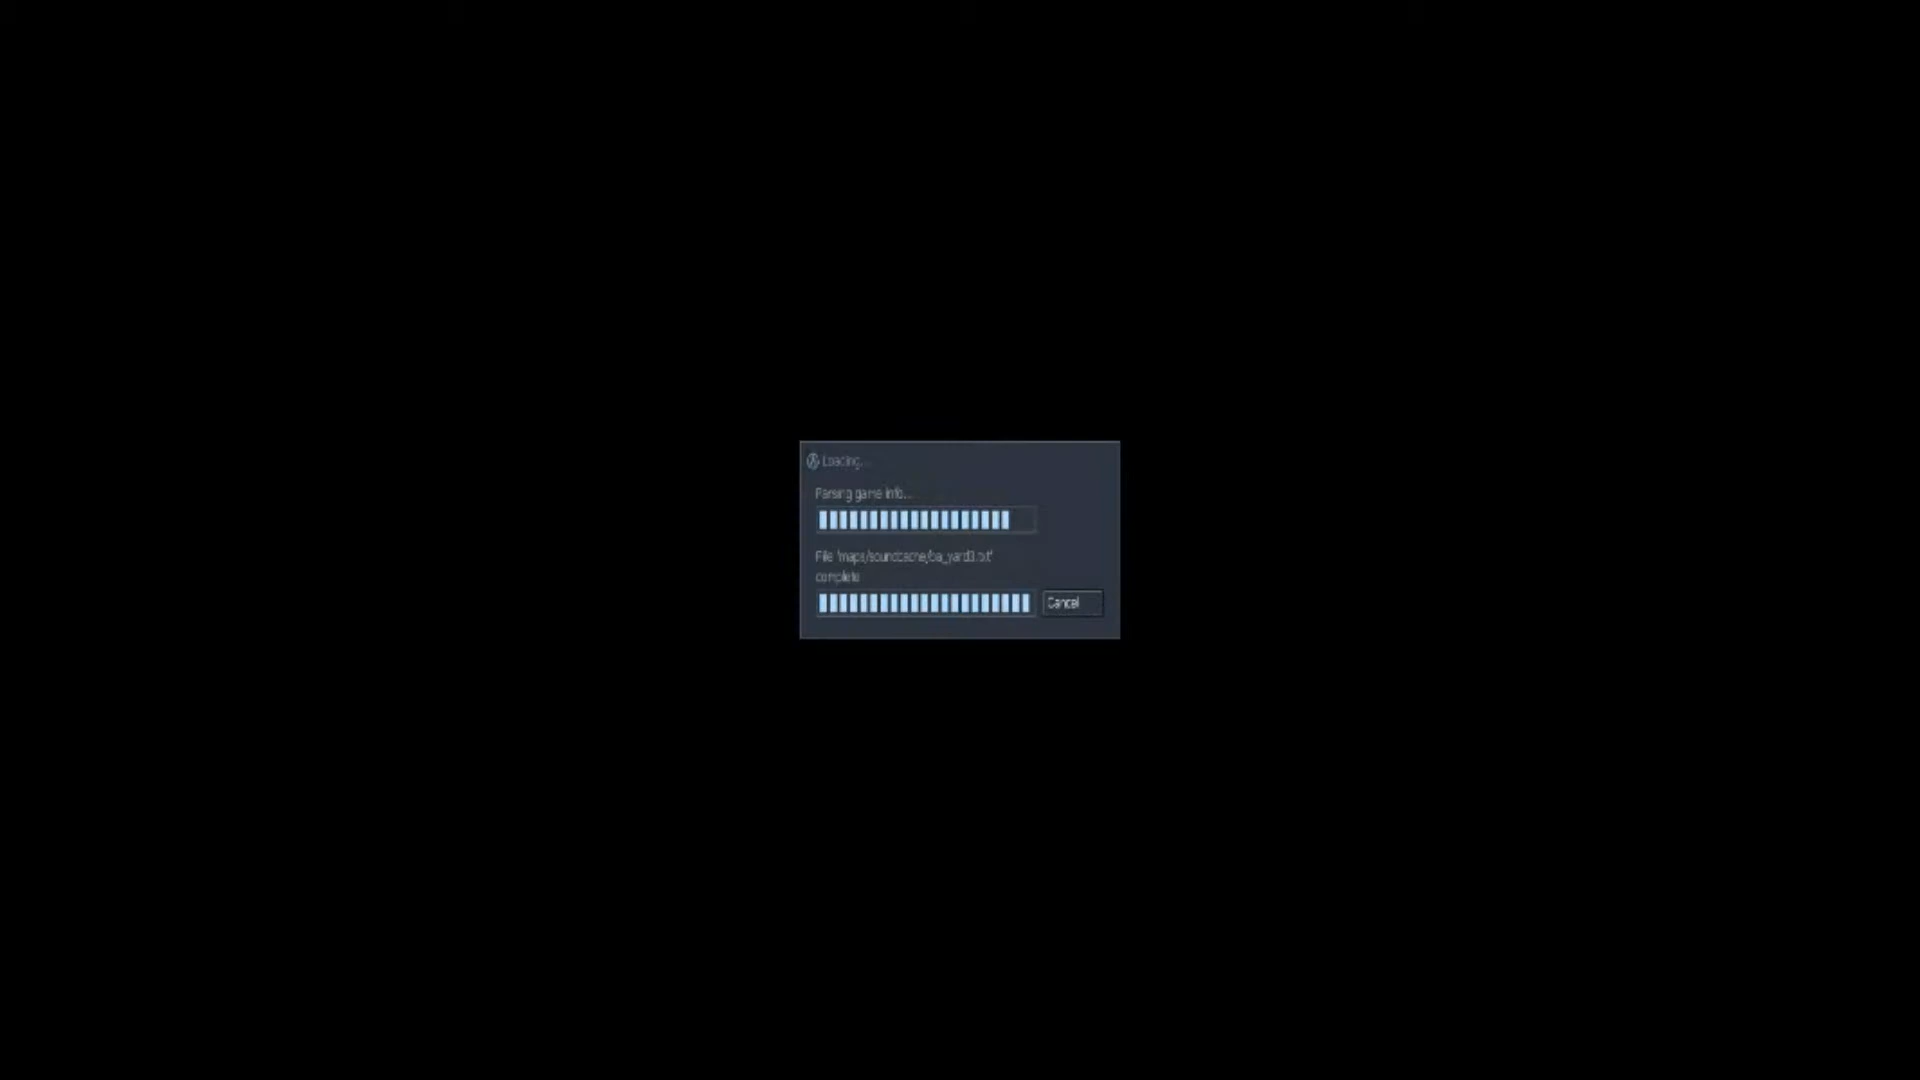 Loading...
Parsing game info...
File 'maps/soundcache/ba_yard3.txt'
complete
Cancel